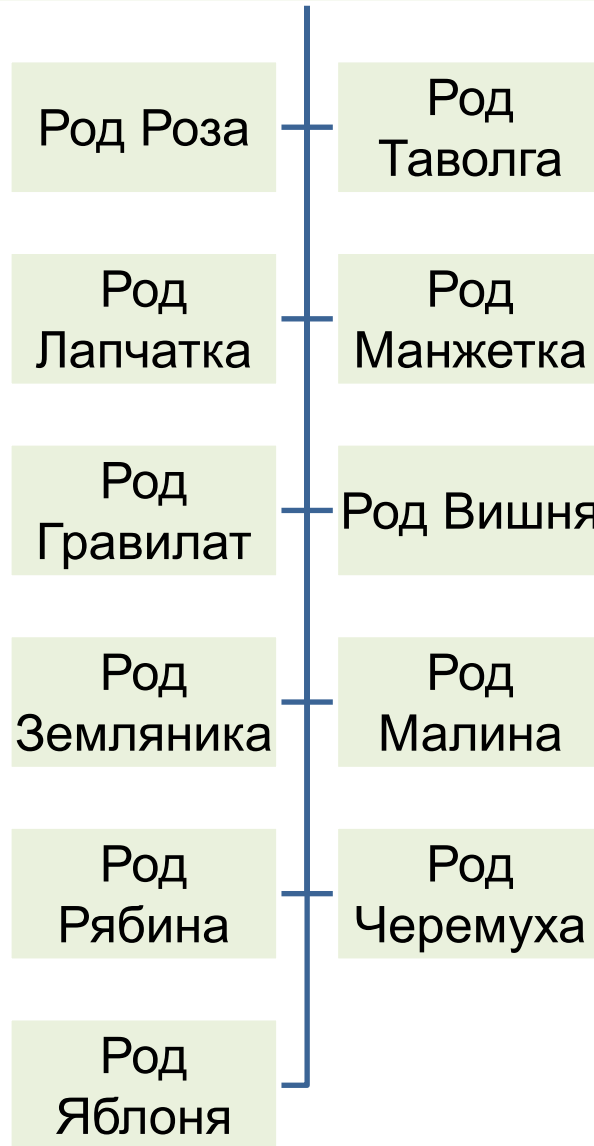 Род Роза
Род
Таволга
Род
Лапчатка
Род
Манжетка
Род
Гравилат
Род Вишня
Род
Земляника
Род
Малина
Род
Рябина
Род
Черемуха
Род
Яблоня